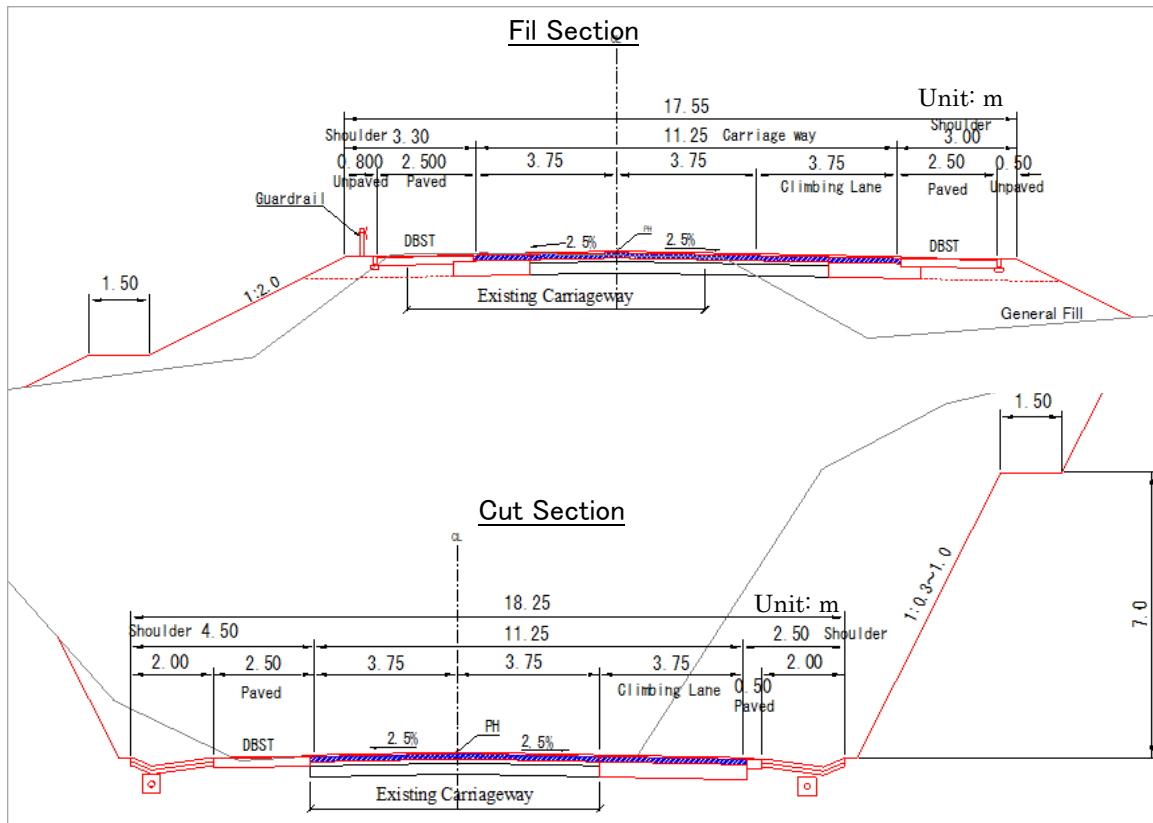 Fil Section
CL
Unit: m
17.55
Shoulder 3.30
11.25 Carriage way
Shoulder
3.00
0.800
2.500
3.75
3.75
3.75
2.50
0.50
Unpaved
Paved
Climbing Lane
Paved
Unpaved
Guardrail
DBST
2.5%
PH
2.5%
DBST
1.50
1:2.0
Existing Carriageway
General Fill
1.50
Cut Section
CL
18.25
Unit: m
Shoulder 4.50
11.25
2.50 Shoulder
2.00
2.50
3.75
3.75
3.75
0.50
2.00
Paved
Climbing Lane
Paved
1:0.3~1.0
7.0
DBST
2.5%
PH
2.5%
Existing Carriageway